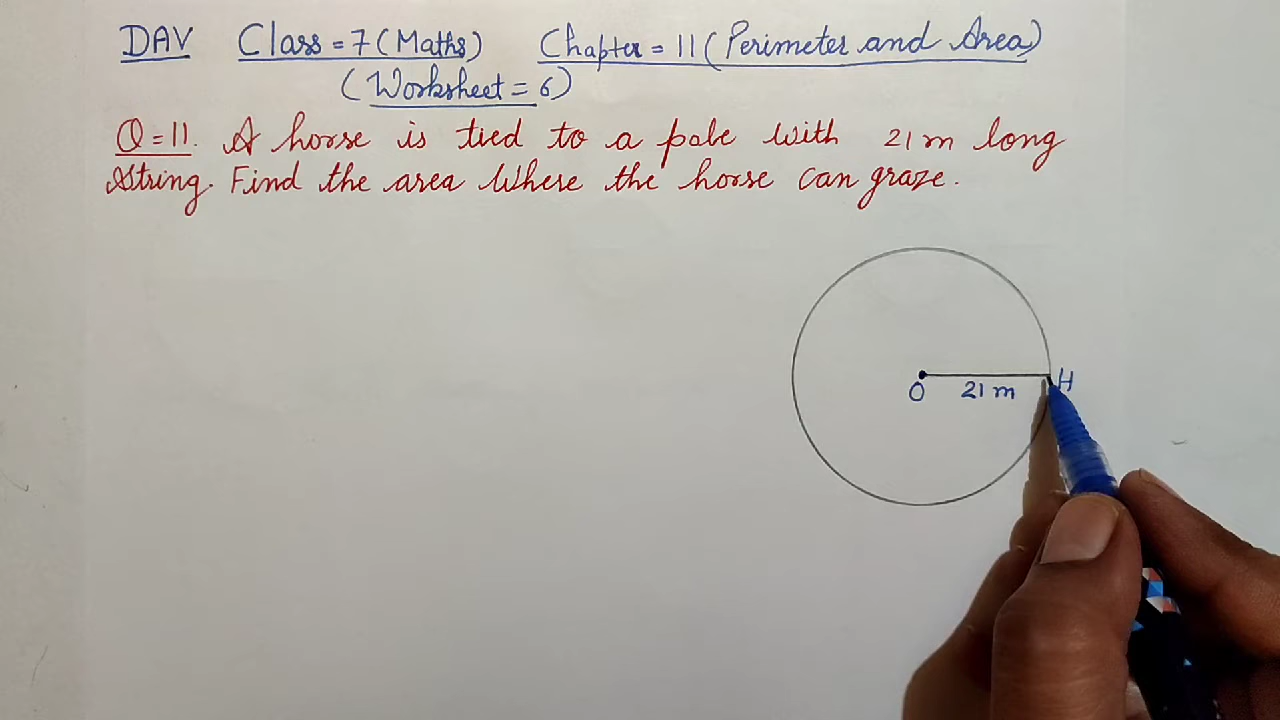 DAV Class = 7 (Maths) Chapter = 11 (Perimeter and Area)
(Worksheet = 6)
Q = 11. A horse is tied to a pole with 21 m long
String. Find the area Where the horse can graze.
O 21 m H